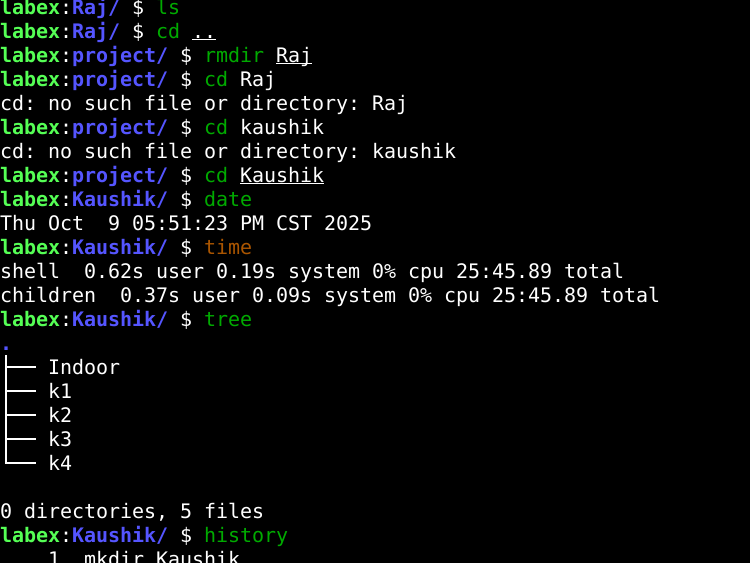 labex:Raj/ $ ls
labex:Raj/ $ cd ..
labex:project/ $ rmdir Raj
labex:project/ $ cd Raj
cd: no such file or directory: Raj
labex:project/ $ cd kaushik
cd: no such file or directory: kaushik
labex:project/ $ cd Kaushik
labex:Kaushik/ $ date
Thu Oct  9 05:51:23 PM CST 2025
labex:Kaushik/ $ time
shell  0.62s user 0.19s system 0% cpu 25:45.89 total
children  0.37s user 0.09s system 0% cpu 25:45.89 total
labex:Kaushik/ $ tree
.
├── Indoor
├── k1
├── k2
├── k3
└── k4
0 directories, 5 files
labex:Kaushik/ $ history
    1  mkdir Kaushik